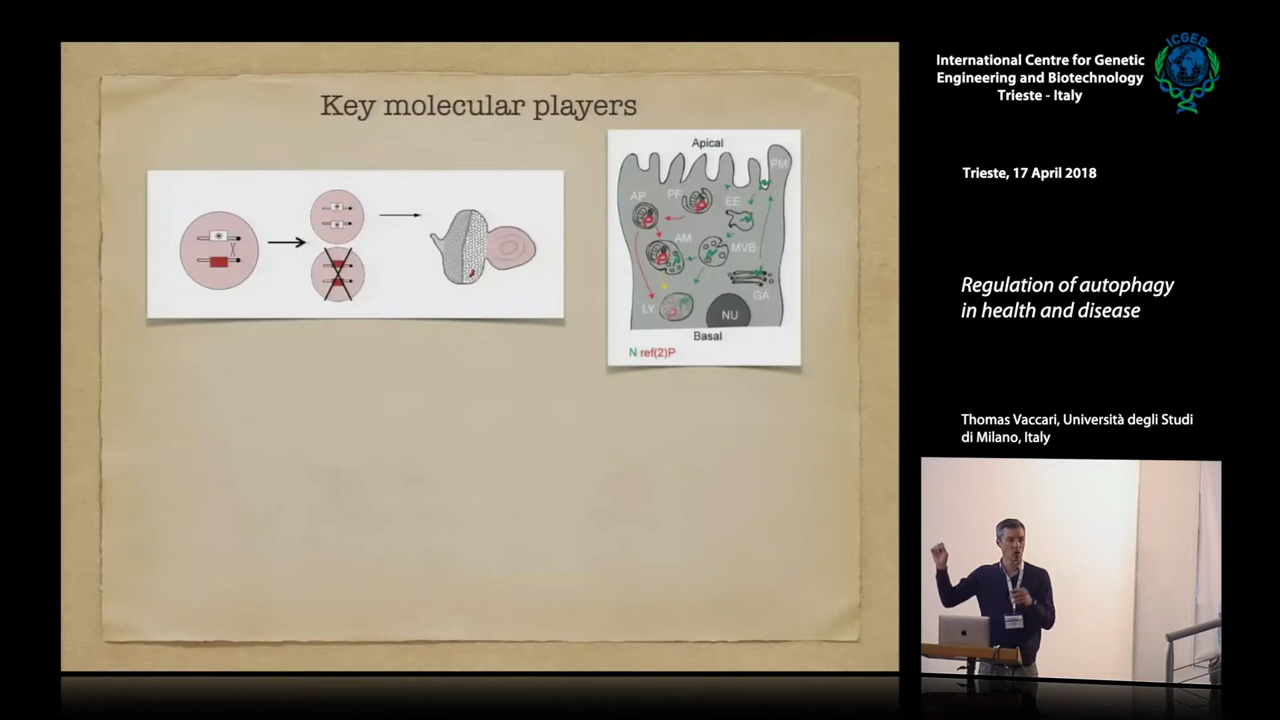 Key molecular players
Apical
PM
AP
PF
EE
AM
MVB
LY
GA
NU
Basal
N ref(2)P
International Centre for Genetic
Engineering and Biotechnology
Trieste - Italy
ICGEB
Trieste, 17 April 2018
Regulation of autophagy
in health and disease
Thomas Vaccari, Università degli Studi
di Milano, Italy